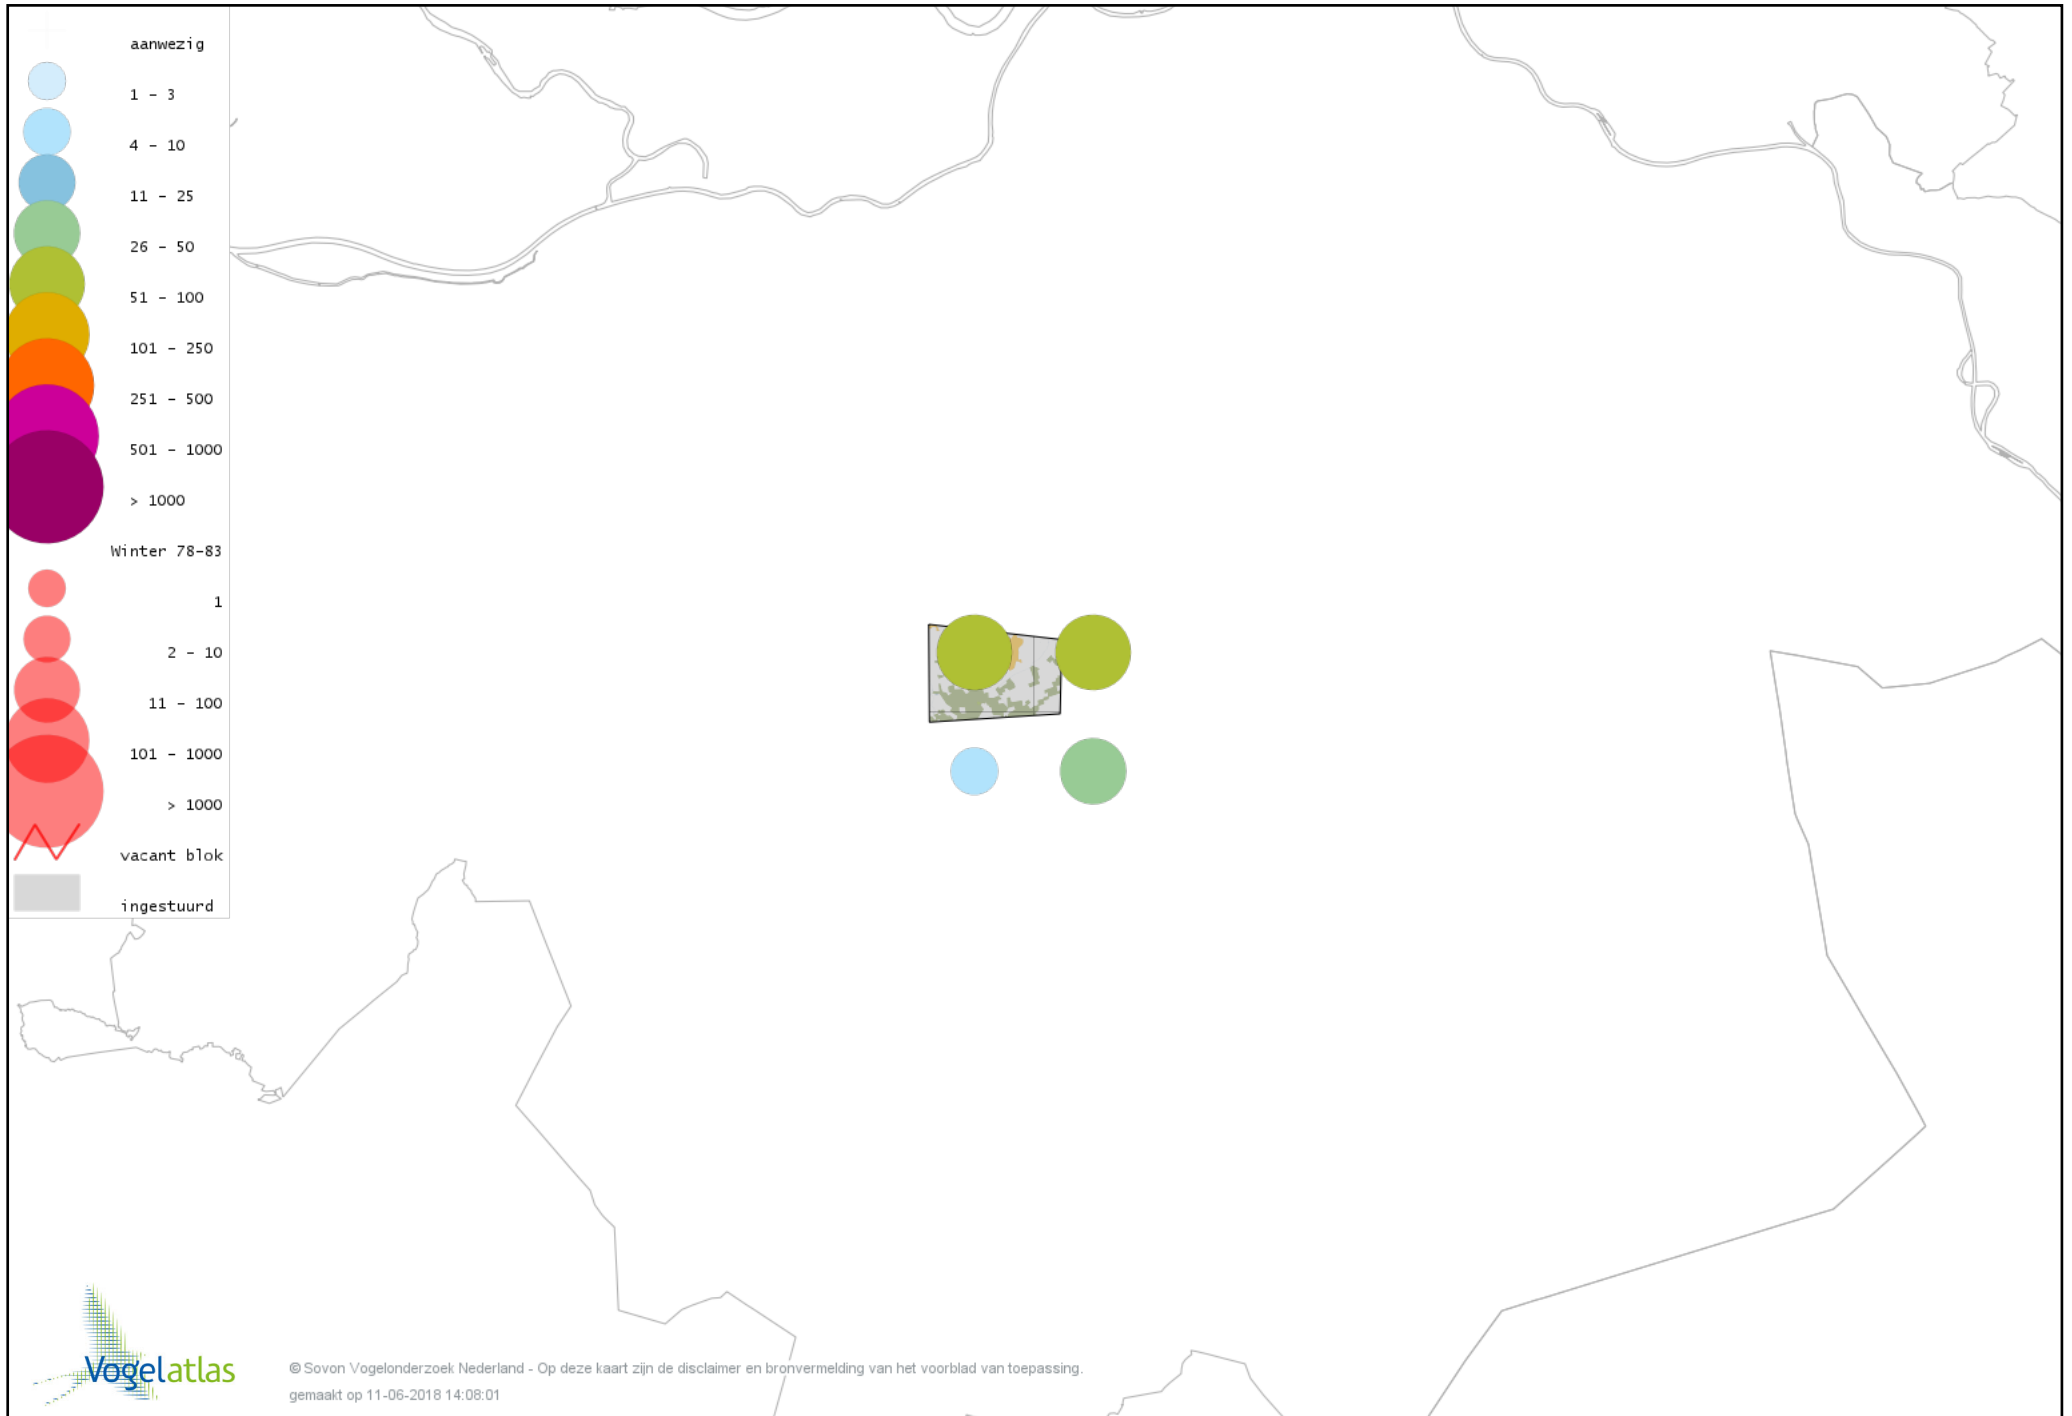 aanwezig
1 - 3
4 - 10
11 - 25
26 - 50
51 - 100
101 - 250
251 - 500
501 - 1000
> 1000
Winter 78-83
1
2 - 10
11 - 100
101 - 1000
> 1000
vacant blok
ingestuurd
Vogelatlas
© Sovon Vogelonderzoek Nederland - Op deze kaart zijn de disclaimer en bronvermelding van het voorblad van toepassing.
gemaakt op 11-06-2018 14:08:01